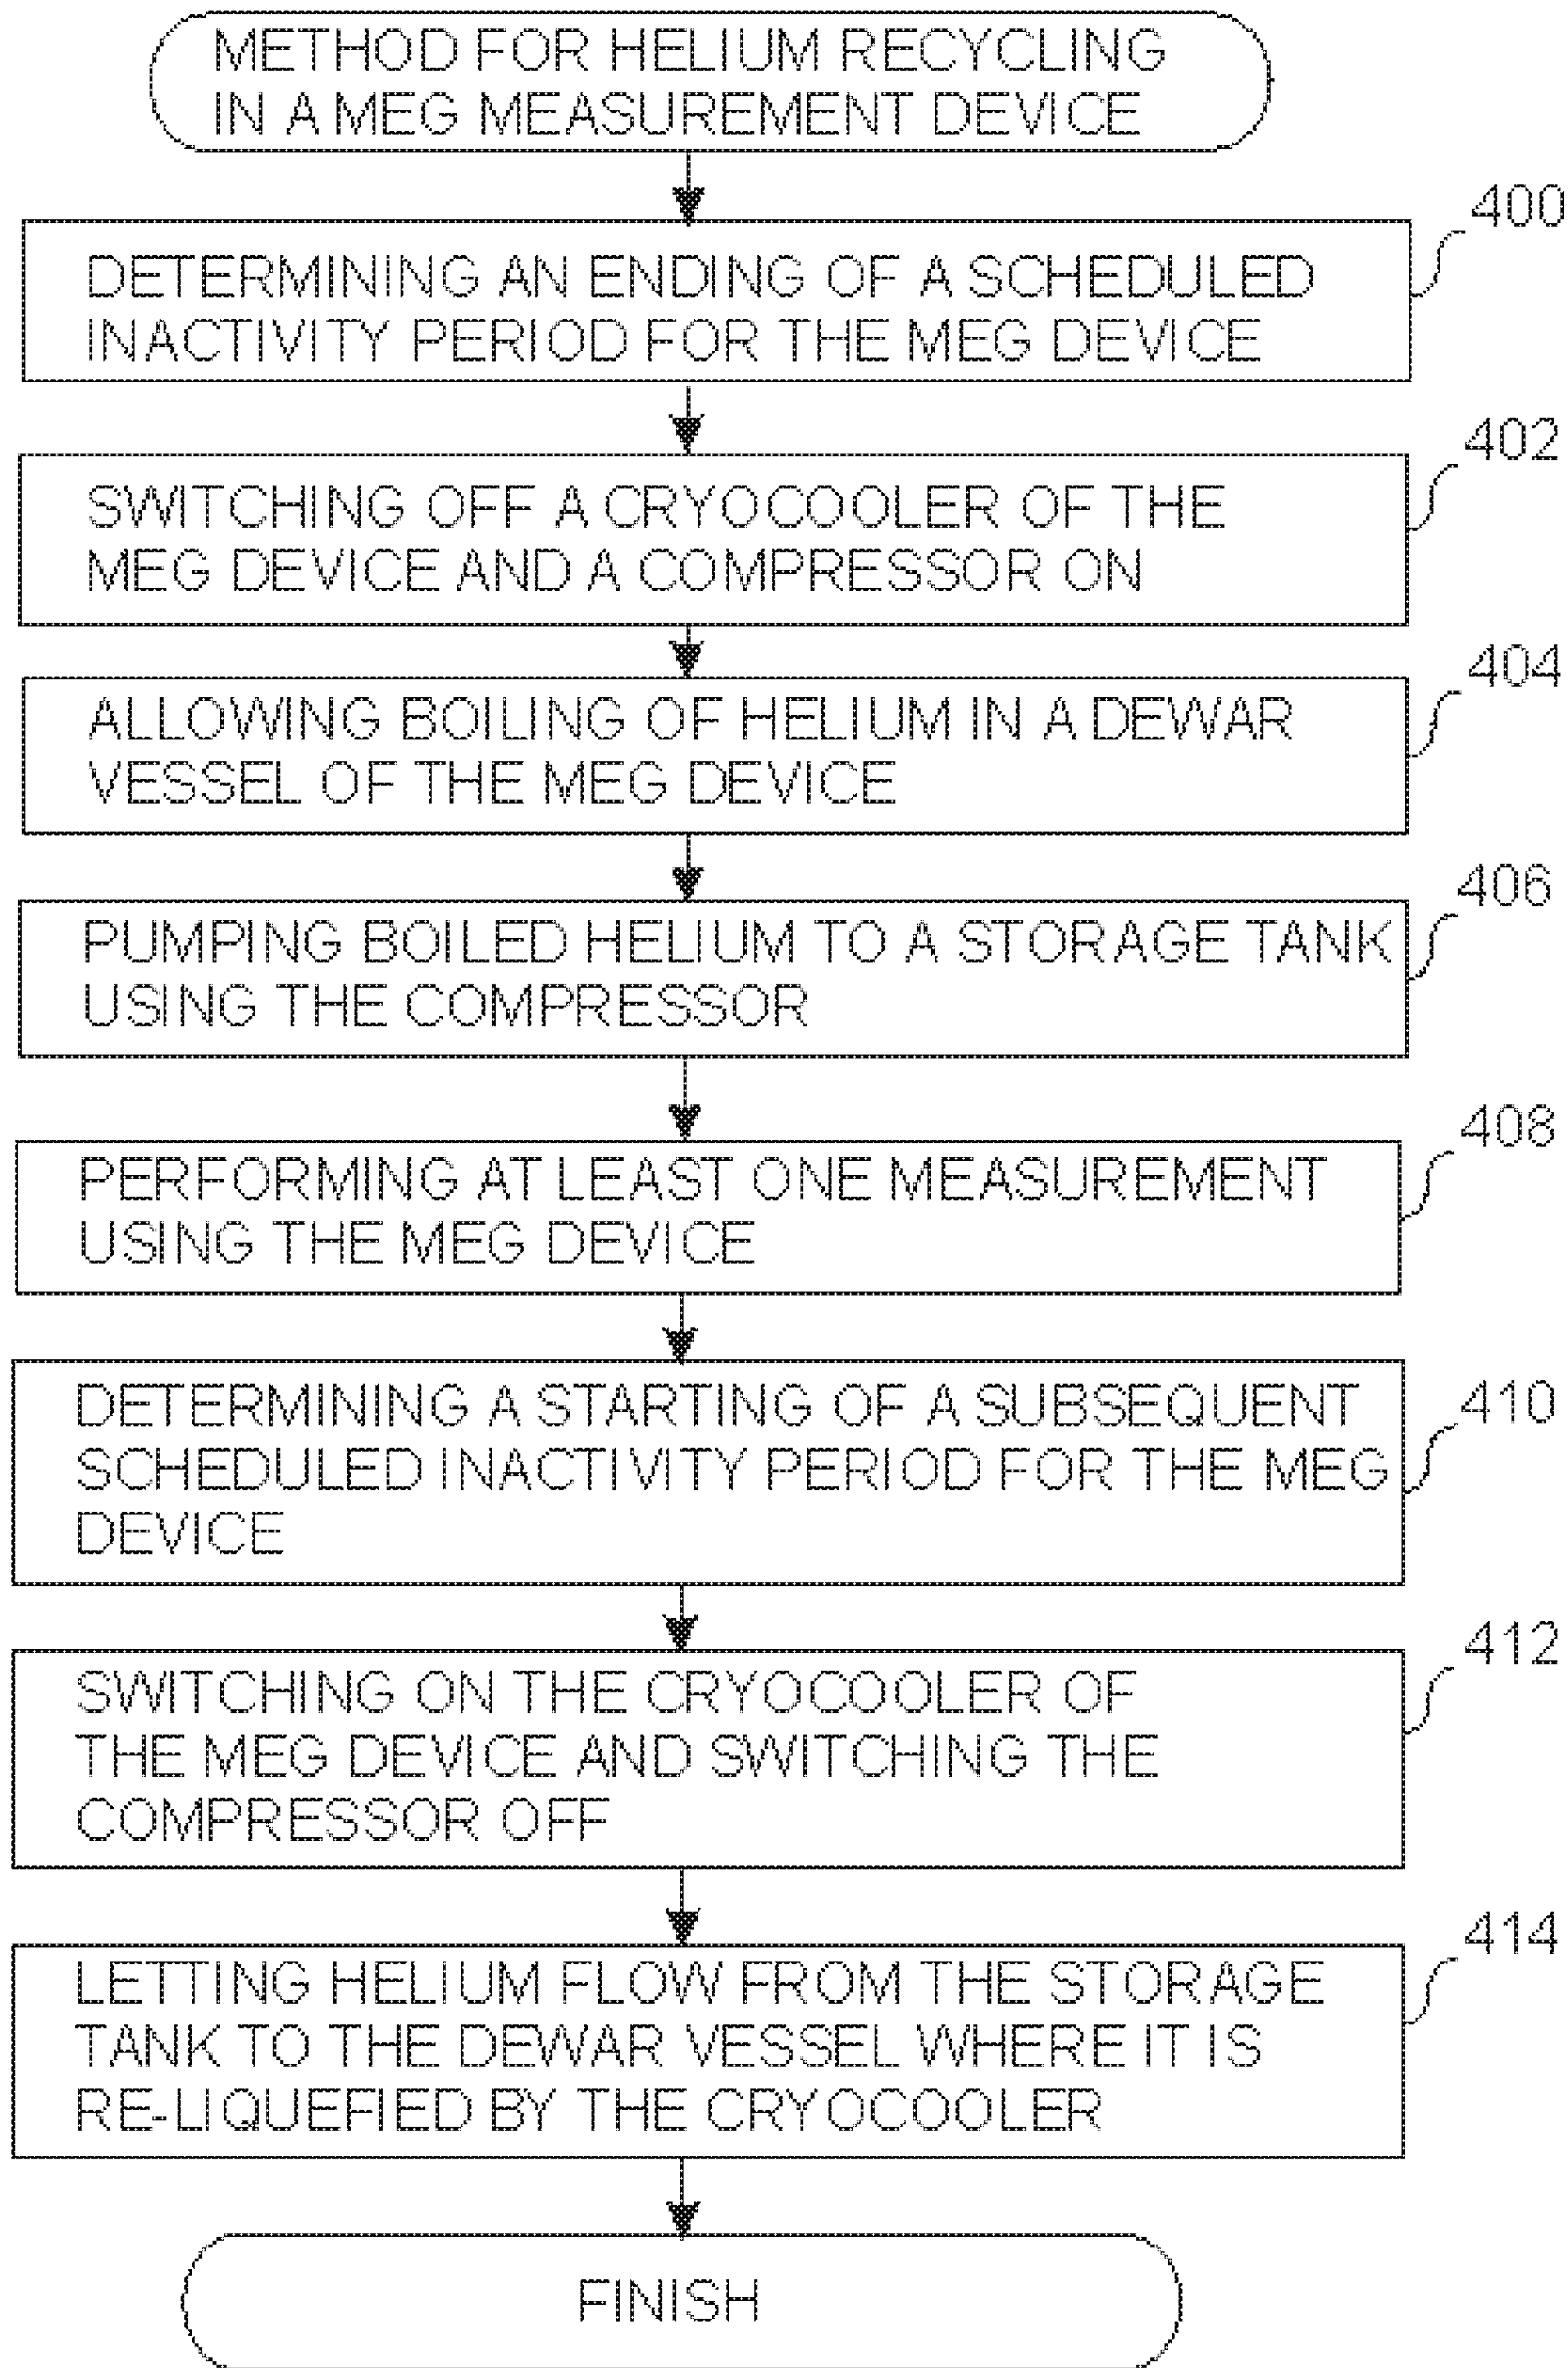 METHOD FOR HELIUM RECYCLING
IN A MEG MEASUREMENT DEVICE
400
DETERMINING AN ENDING OF A SCHEDULED
INACTIVITY PERIOD FOR THE MEG DEVICE
402
SWITCHING OFF A CRYOCOOLER OF THE
MEG DEVICE AND A COMPRESSOR ON
404
ALLOWING BOILING OF HELIUM IN A DEWAR
VESSEL OF THE MEG DEVICE
406
PUMPING BOILED HELIUM TO A STORAGE TANK
USING THE COMPRESSOR
408
PERFORMING AT LEAST ONE MEASUREMENT
USING THE MEG DEVICE
410
DETERMINING A STARTING OF A SUBSEQUENT
SCHEDULED INACTIVITY PERIOD FOR THE MEG
DEVICE
412
SWITCHING ON THE CRYOCOOLER OF
THE MEG DEVICE AND SWITCHING THE
COMPRESSOR OFF
414
LETTING HELIUM FLOW FROM THE STORAGE
TANK TO THE DEWAR VESSEL WHERE IT IS
RE-LIQUEFIED BY THE CRYOCOOLER
FINISH